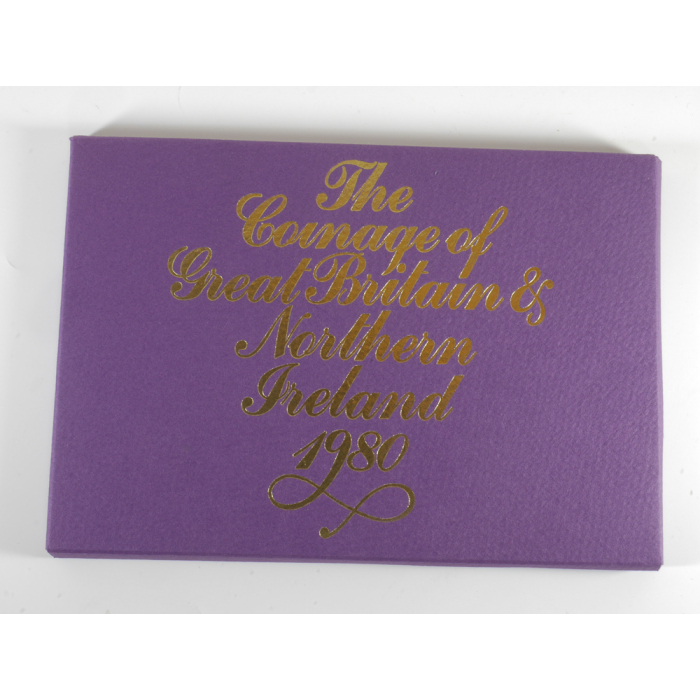 The
Coinage of
Great Britain &
Northern
Ireland
1980